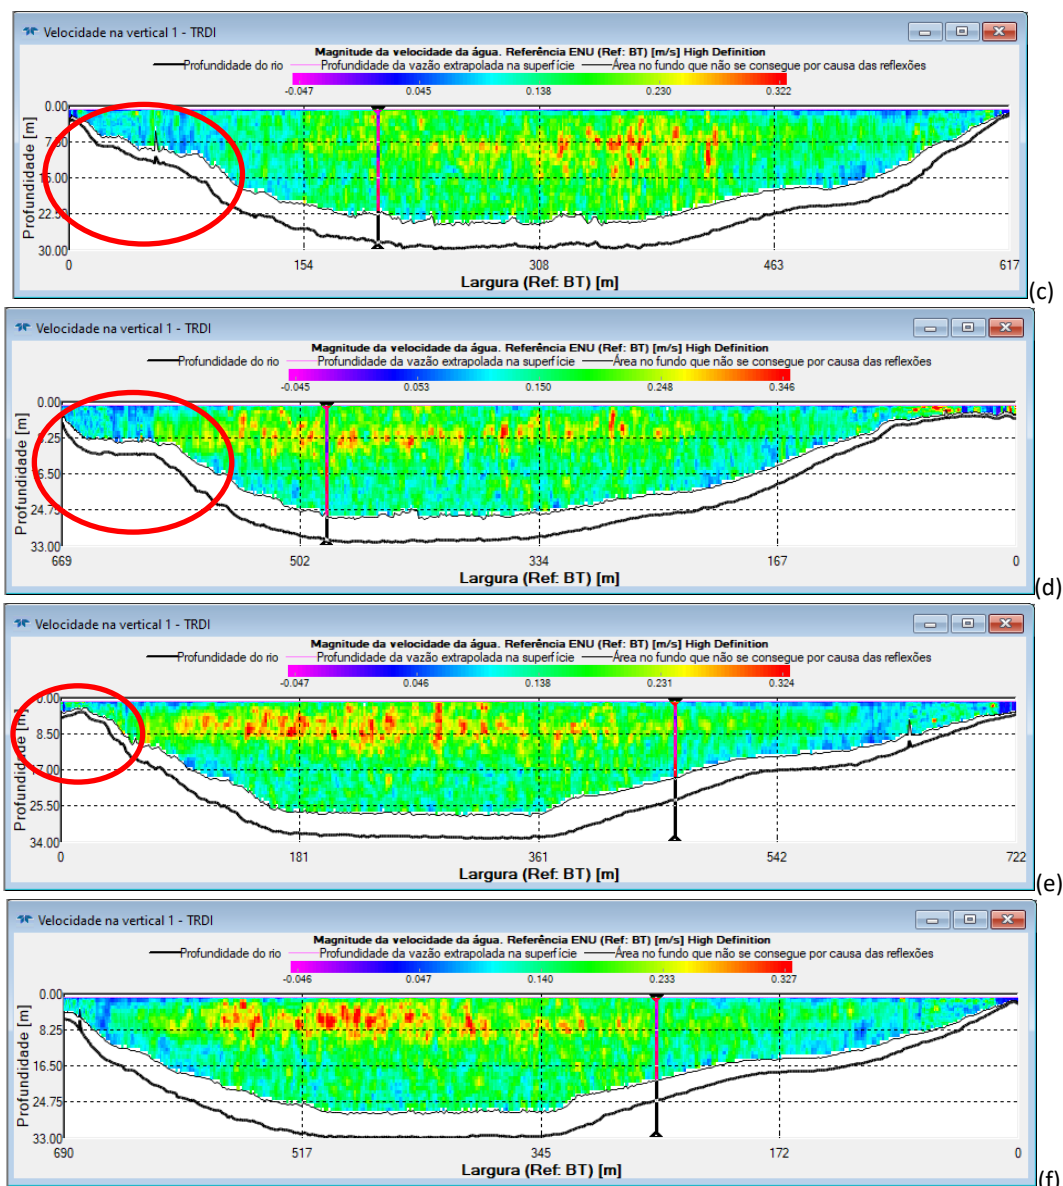 Velocidade na vertical 1 - TRDI
Magnitude da velocidade da água. Referência ENU (Ref: BT) [m/s] High Definition
Profundidade do rio Profundidade da vazão extrapolada na superfície Área no fundo que não se consegue por causa das reflexões
-0.047 0.045 0.138 0.230 0.322
Profundidade [m]
0.00
15.00
30.00
0 154 308 463 617
Largura (Ref: BT) [m]
(c)
Velocidade na vertical 1 - TRDI
Magnitude da velocidade da água. Referência ENU (Ref: BT) [m/s] High Definition
Profundidade do rio Profundidade da vazão extrapolada na superfície Área no fundo que não se consegue por causa das reflexões
-0.045 0.053 0.150 0.248 0.346
Profundidade [m]
0.00
24.75
33.00
669 502 334 167 0
Largura (Ref: BT) [m]
(d)
Velocidade na vertical 1 - TRDI
Magnitude da velocidade da água. Referência ENU (Ref: BT) [m/s] High Definition
Profundidade do rio Profundidade da vazão extrapolada na superfície Área no fundo que não se consegue por causa das reflexões
-0.047 0.046 0.138 0.231 0.324
Profundidade [m]
0.00
8.50
25.50
34.00
0 181 361 542 722
Largura (Ref: BT) [m]
(e)
Velocidade na vertical 1 - TRDI
Magnitude da velocidade da água. Referência ENU (Ref: BT) [m/s] High Definition
Profundidade do rio Profundidade da vazão extrapolada na superfície Área no fundo que não se consegue por causa das reflexões
-0.046 0.047 0.140 0.233 0.327
Profundidade [m]
0.00
8.25
16.50
24.75
33.00
690 517 345 172 0
Largura (Ref: BT) [m]
(f)